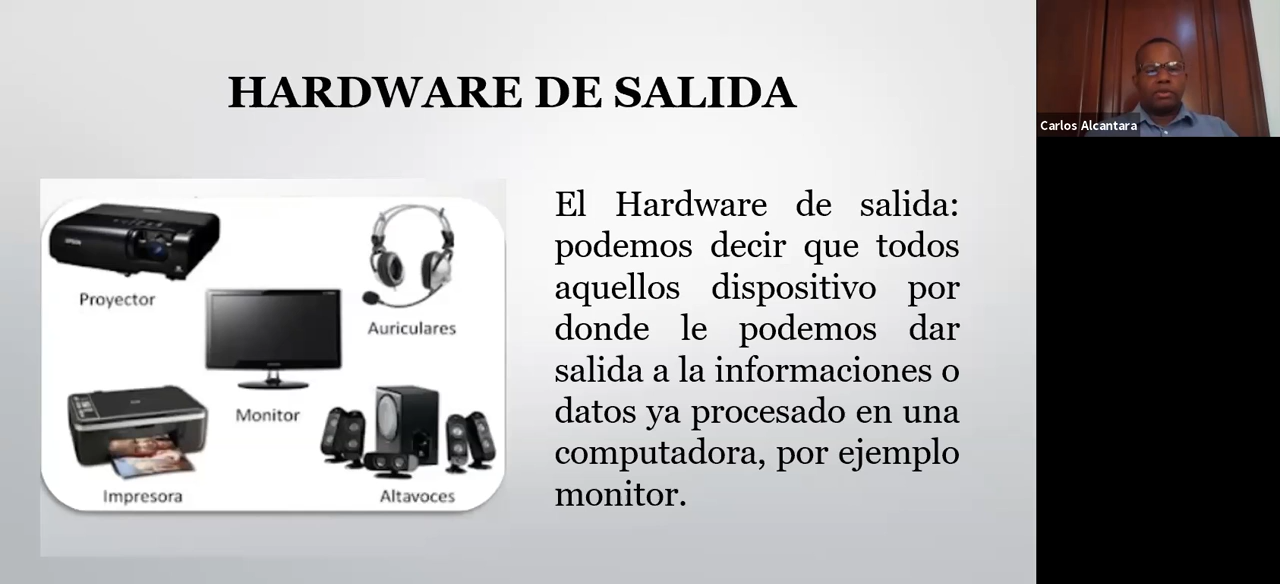 HARDWARE DE SALIDA
Carlos Alcantara
EPSON
Proyector
Auriculares
Monitor
Impresora
Altavoces
El Hardware de salida:
podemos decir que todos
aquellos dispositivo por
donde le podemos dar
salida a la informaciones o
datos ya procesado en una
computadora, por ejemplo
monitor.